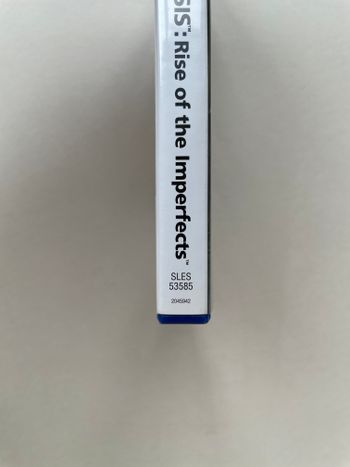 SIS™: Rise of the Imperfects™
SLES
53585
2045942